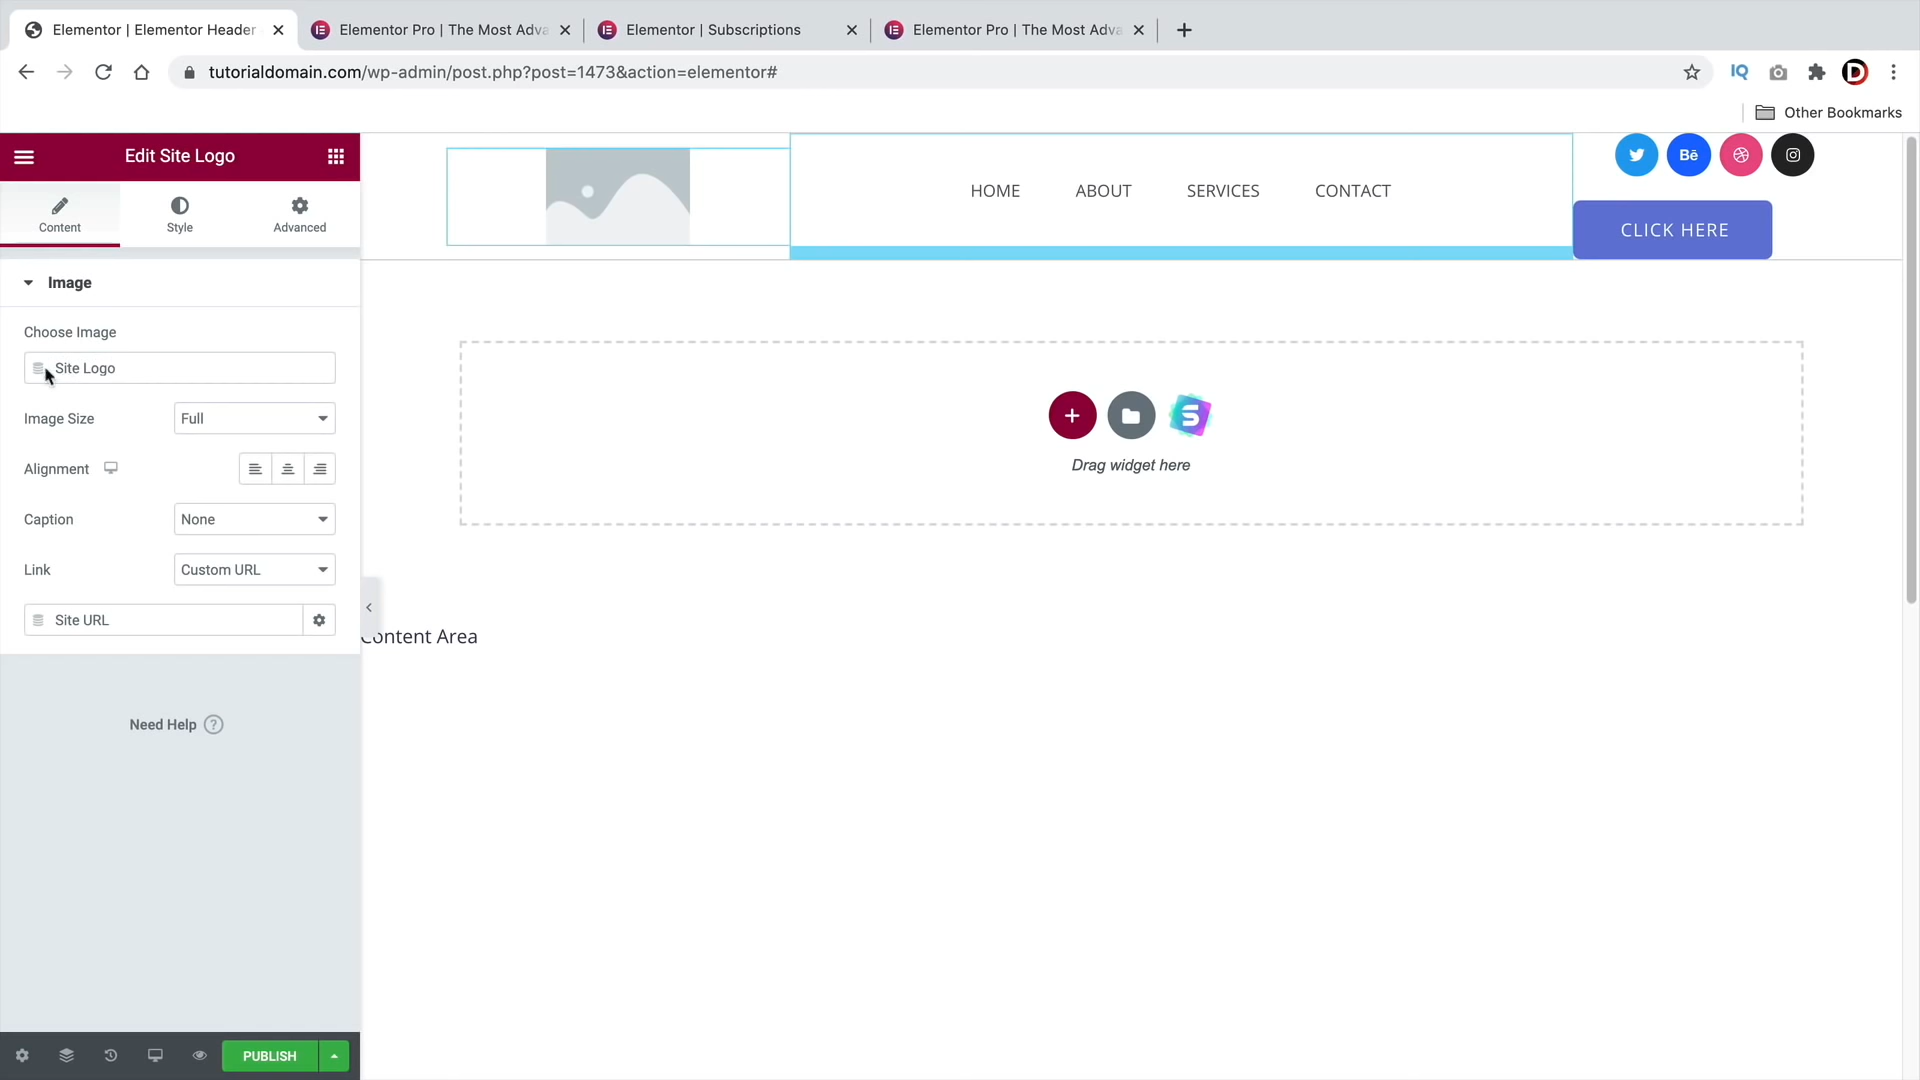 Elementor | Elementor Header
Elementor Pro | The Most Adva
Elementor | Subscriptions
Elementor Pro | The Most Adva
tutorialdomain.com/wp-admin/post.php?post=1473&action=elementor#
IQ
D
Other Bookmarks
Edit Site Logo
Content
Style
Advanced
Image
Choose Image
Site Logo
Image Size
Full
Alignment
Caption
None
Link
Custom URL
Site URL
Need Help ?
PUBLISH
HOME
ABOUT
SERVICES
CONTACT
Bē
CLICK HERE
S
Drag widget here
Content Area